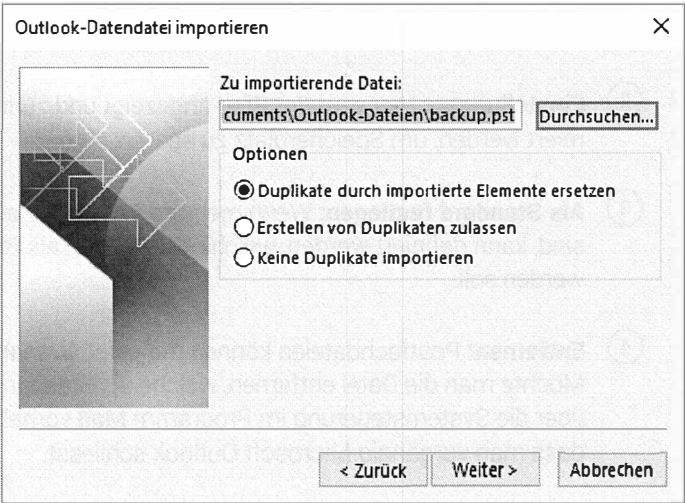 Outlook-Datendatei importieren
Zu importierende Datei:
cuments\Outlook-Dateien\backup.pst
Durchsuchen...
Optionen
Duplikate durch importierte Elemente ersetzen
Erstellen von Duplikaten zulassen
Keine Duplikate importieren
< Zurück
Weiter >
Abbrechen